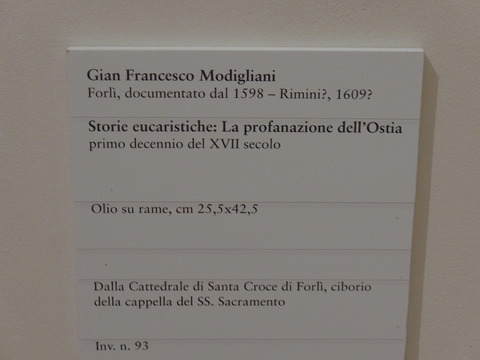 Gian Francesco Modigliani
Forlì, documentato dal 1598 – Rimini?, 1609?
Storie eucaristiche: La profanazione dell'Ostia
primo decennio del XVII secolo
Olio su rame, cm 25,5x42,5
Dalla Cattedrale di Santa Croce di Forlì, ciborio
della cappella del SS. Sacramento
Inv. n. 93